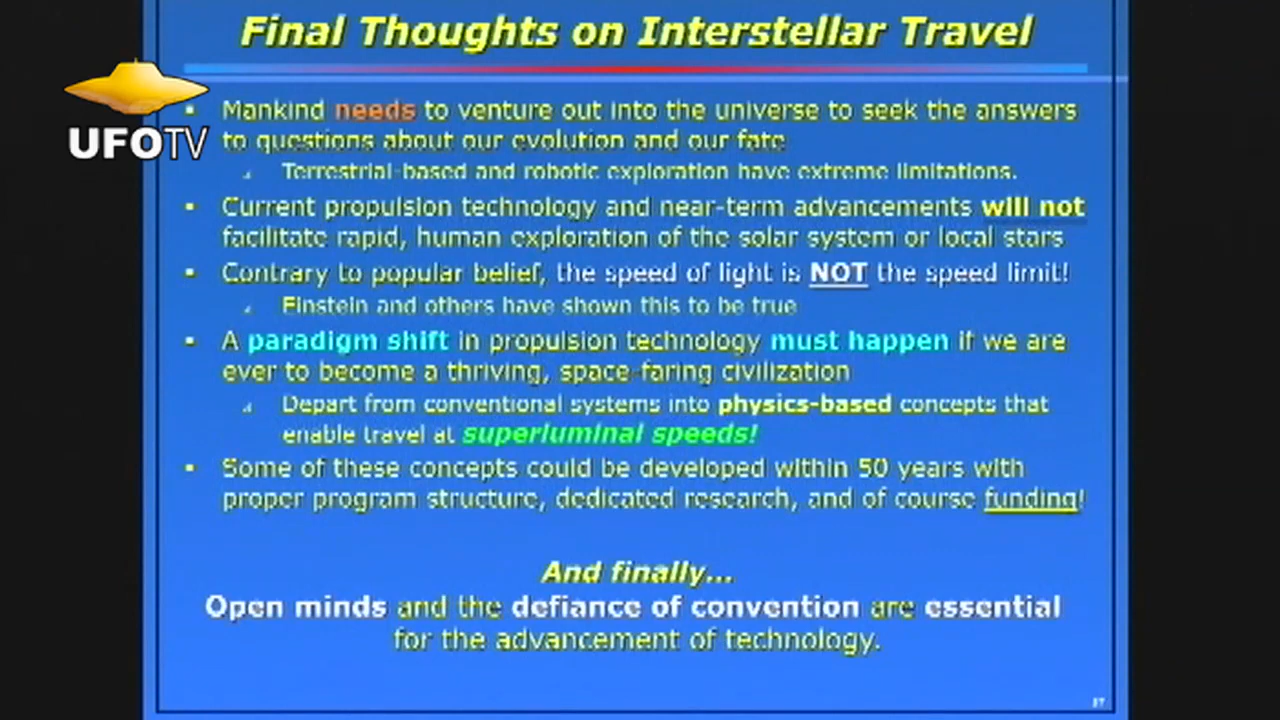 Final Thoughts on Interstellar Travel
UFOTV
Mankind needs to venture out into the universe to seek the answers
to questions about our evolution and our fate
Terrestrial-based and robotic exploration have extreme limitations.
Current propulsion technology and near-term advancements will not
facilitate rapid, human exploration of the solar system or local stars
Contrary to popular belief, the speed of light is NOT the speed limit!
Einstein and others have shown this to be true
A paradigm shift in propulsion technology must happen if we are
ever to become a thriving, space-faring civilization
Depart from conventional systems into physics-based concepts that
enable travel at superluminal speeds!
Some of these concepts could be developed within 50 years with
proper program structure, dedicated research, and of course funding!
And finally...
Open minds and the defiance of convention are essential
for the advancement of technology.